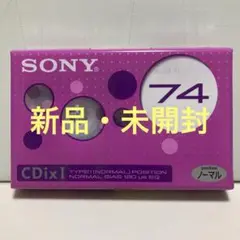 SONY
74
新品・未開封
CDixI
TYPE I (NORMAL) POSITION
NORMAL BIAS 120 μs EQ
ノーマル